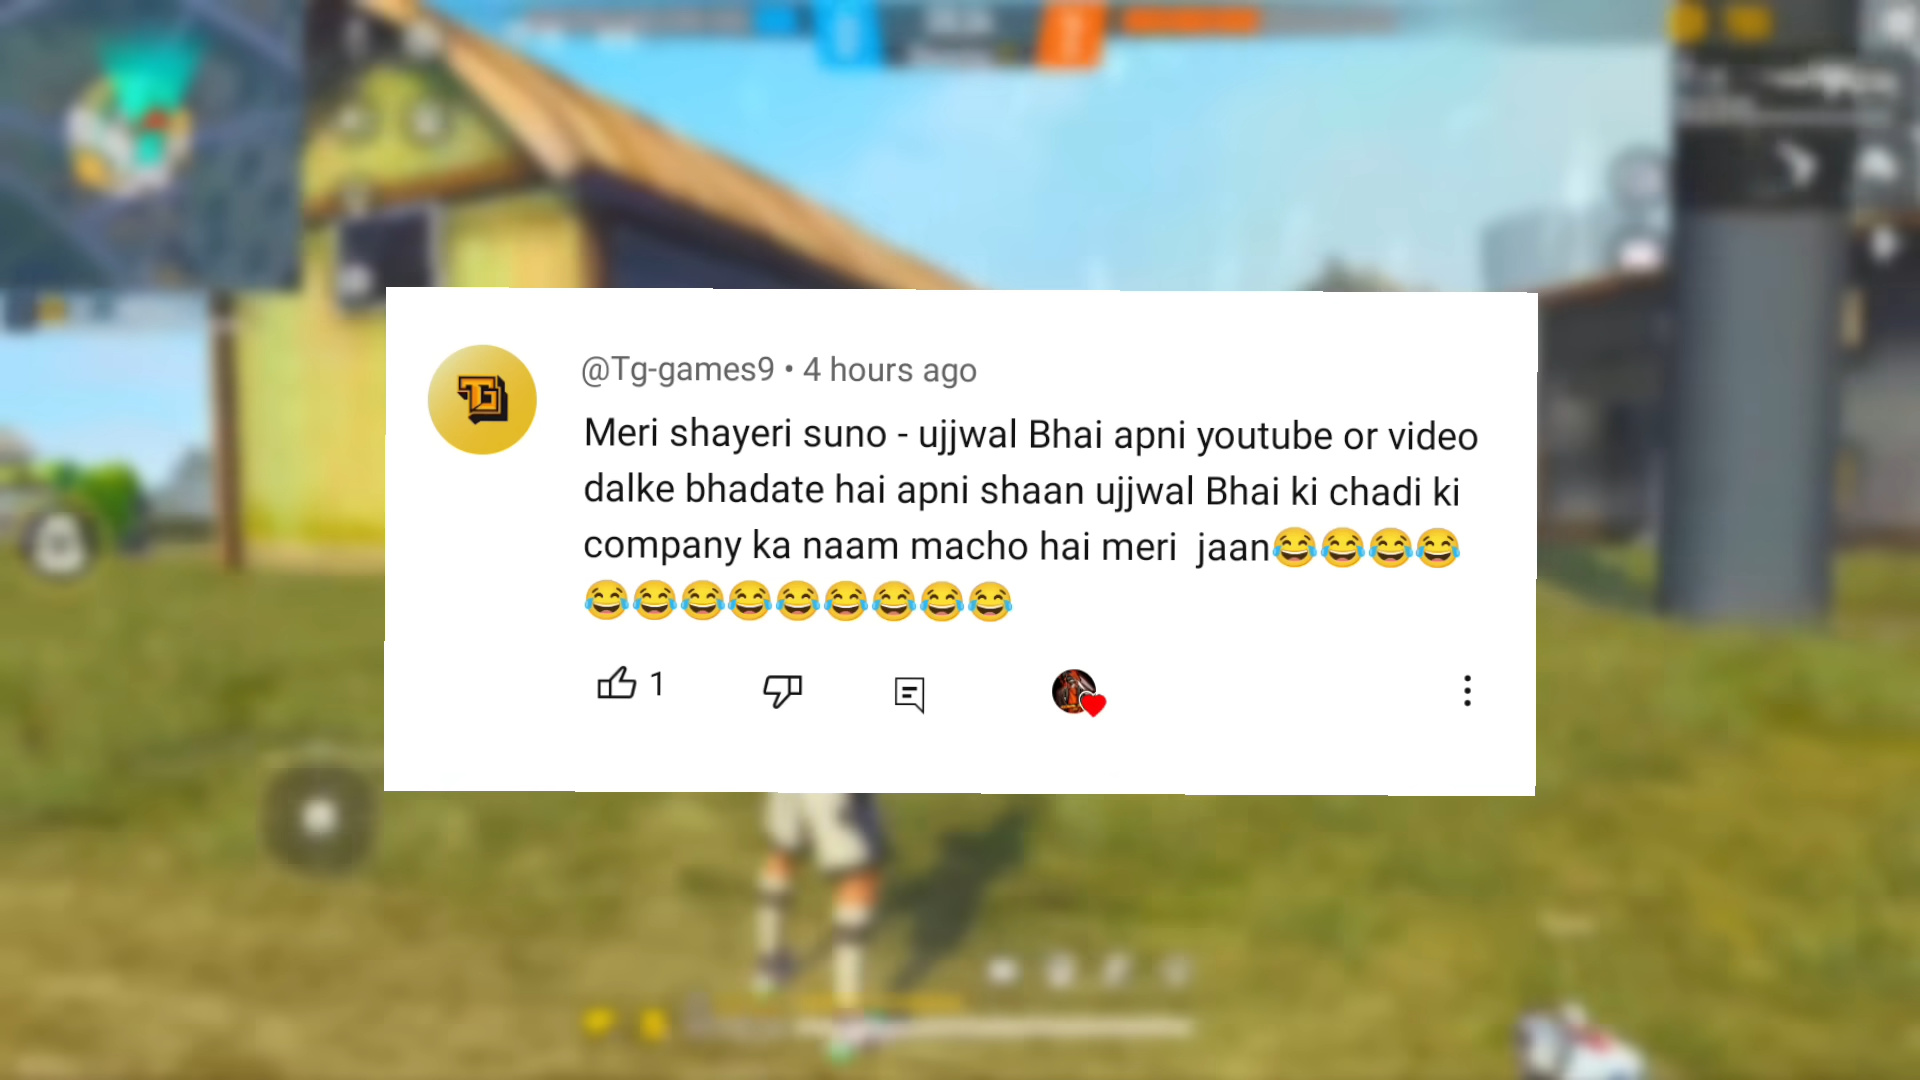 @Tg-games9 • 4 hours ago
Meri shayeri suno - ujjwal Bhai apni youtube or video
dalke bhadate hai apni shaan ujjwal Bhai ki chadi ki
company ka naam macho hai meri  jaan😂😂😂😂
😂😂😂😂😂😂😂😂😂
1